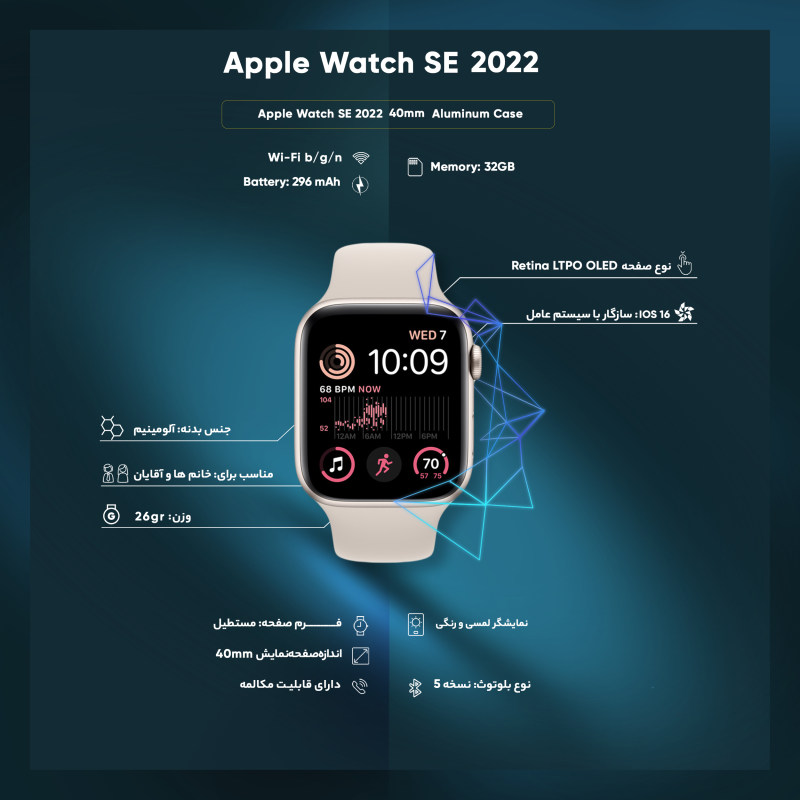 Apple Watch SE 2022
Apple Watch SE 2022 40mm Aluminum Case
Wi-Fi b/g/n
Memory: 32GB
Battery: 296 mAh
نوع صفحه Retina LTPO OLED
IOS 16: سازگار با سیستم عامل
WED 7
10:09
68 BPM NOW
104
52
12AM 6AM 12PM 6PM
70
57 75
جنس بدنه: آلومینیم
مناسب برای: خانم ها و آقایان
وزن: 26gr
G
نمایشگر لمسی و رنگی
فـــــرم صفحه: مستطیل
اندازه‌صفحه‌نمایش 40mm
نوع بلوتوث: نسخه 5
دارای قابلیت مکالمه